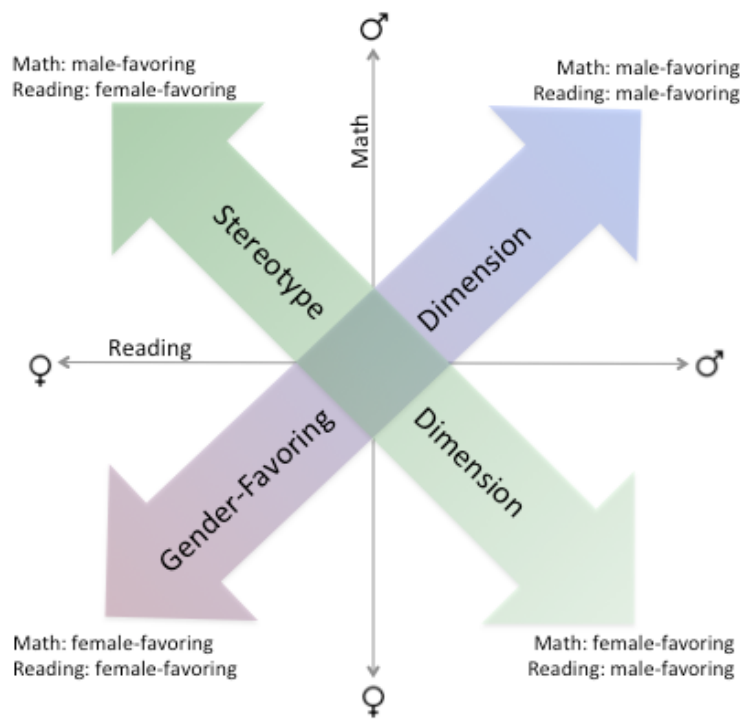 ♂
Math: male-favoring
Reading: female-favoring
Math: male-favoring
Reading: male-favoring
Math
Stereotype
Dimension
Reading
♀
♂
Gender-Favoring
Dimension
Math: female-favoring
Reading: female-favoring
Math: female-favoring
Reading: male-favoring
♀